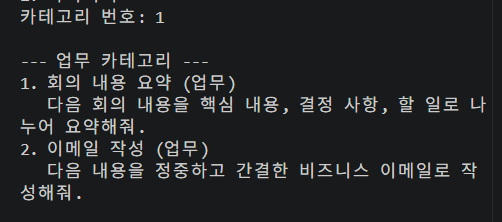 카테고리 번호: 1
--- 업무 카테고리 ---
1. 회의 내용 요약 (업무)
다음 회의 내용을 핵심 내용, 결정 사항, 할 일로 나
누어 요약해줘.
2. 이메일 작성 (업무)
다음 내용을 정중하고 간결한 비즈니스 이메일로 작
성해줘.